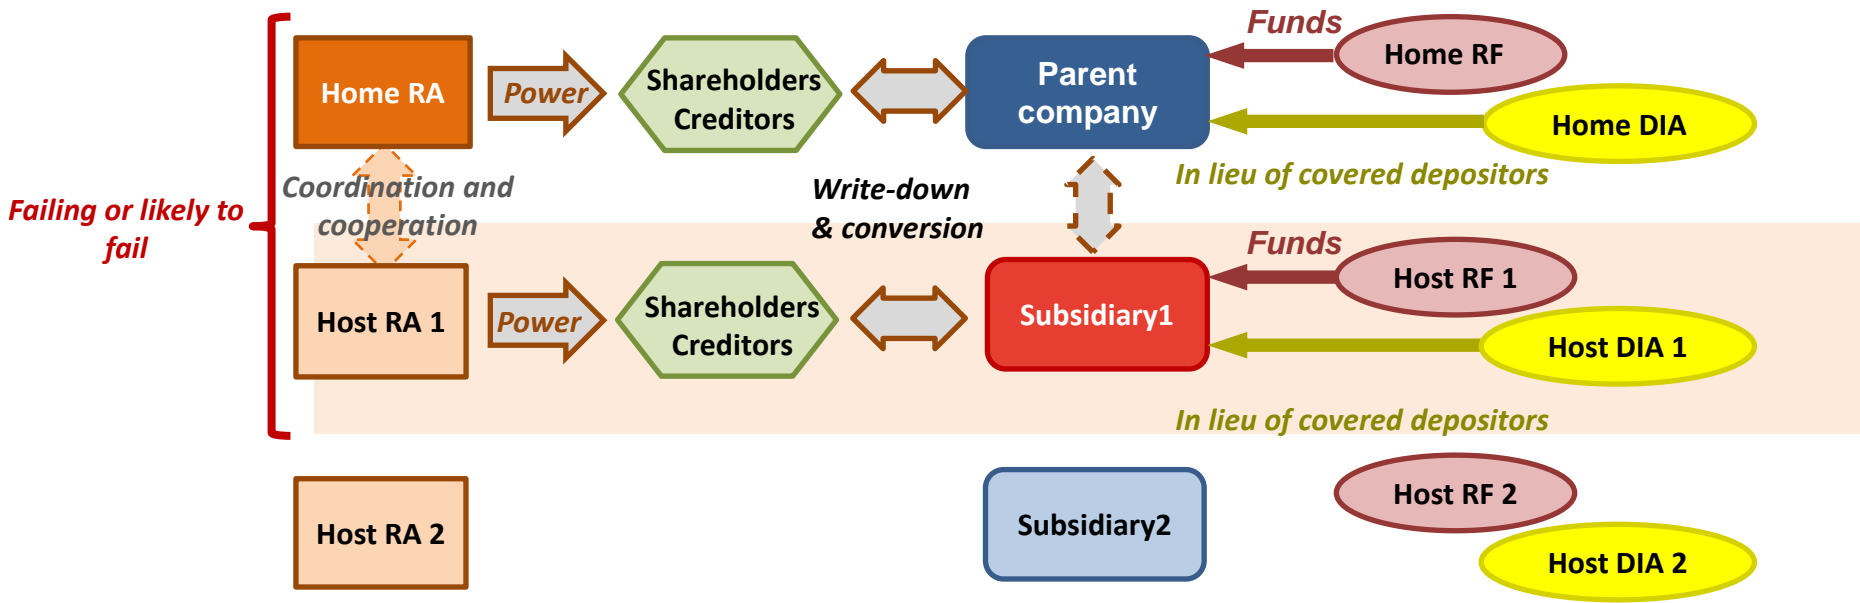 Funds
Home RF
Home RA
Power
Shareholders
Creditors
Parent
company
Home DIA
In lieu of covered depositors
Coordination and
cooperation
Write-down
& conversion
Failing or likely to
fail
Funds
Host RF 1
Host RA 1
Power
Shareholders
Creditors
Subsidiary1
Host DIA 1
In lieu of covered depositors
Host RF 2
Host RA 2
Subsidiary2
Host DIA 2